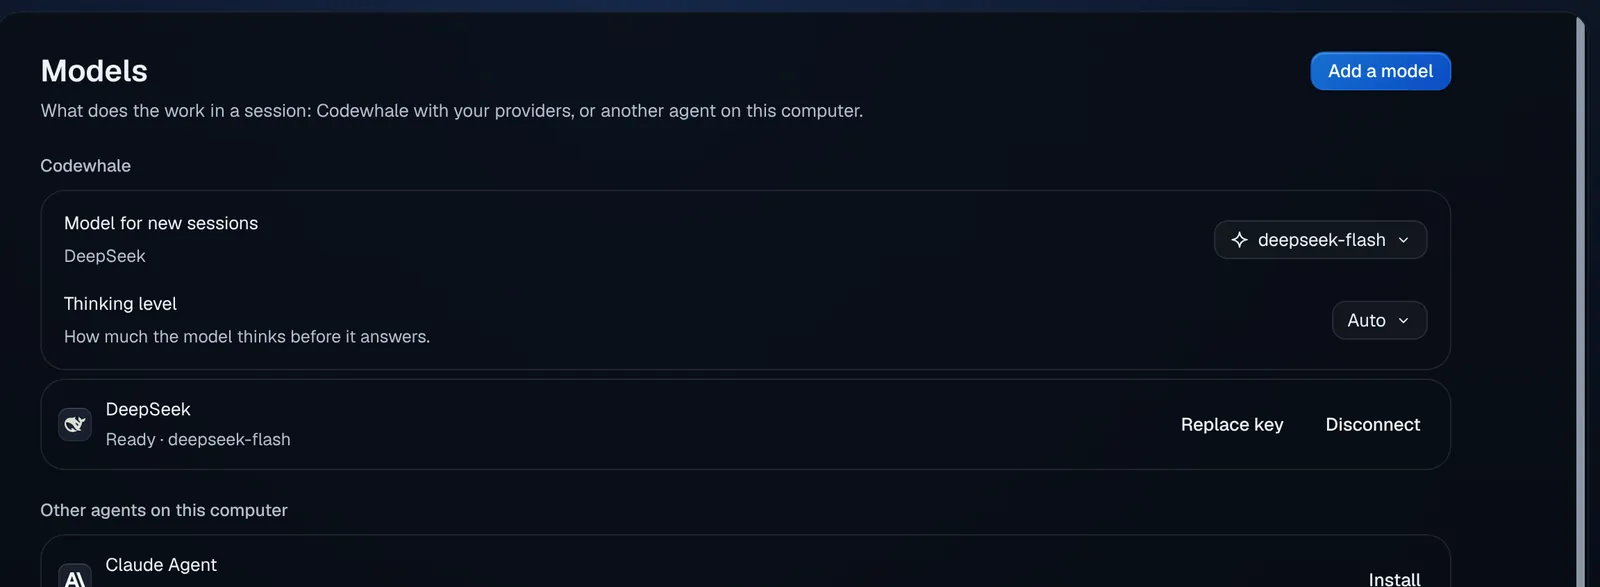 Models
Add a model
What does the work in a session: Codewhale with your providers, or another agent on this computer.
Codewhale
Model for new sessions
DeepSeek
deepseek-flash
Thinking level
How much the model thinks before it answers.
Auto
DeepSeek
Ready · deepseek-flash
Replace key
Disconnect
Other agents on this computer
Claude Agent
Install